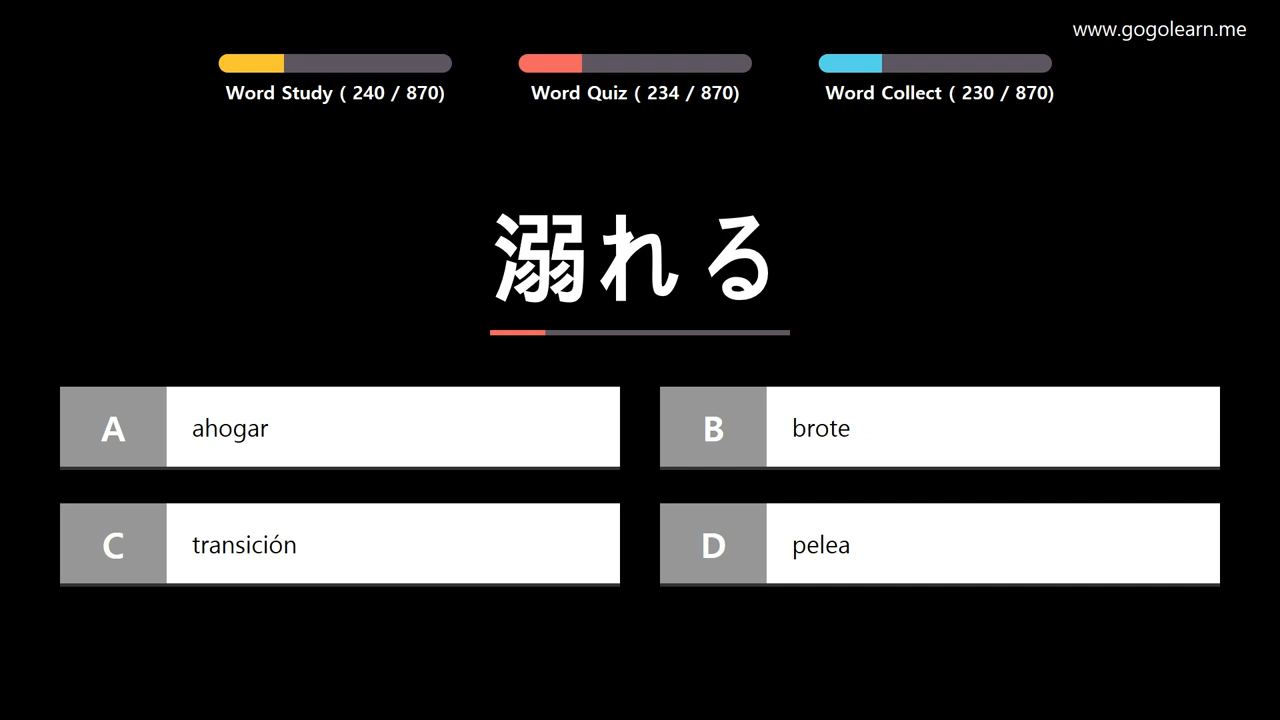 www.gogolearn.me
Word Study ( 240 / 870)
Word Quiz ( 234 / 870)
Word Collect ( 230 / 870)
溺れる
A ahogar
B brote
C transición
D pelea